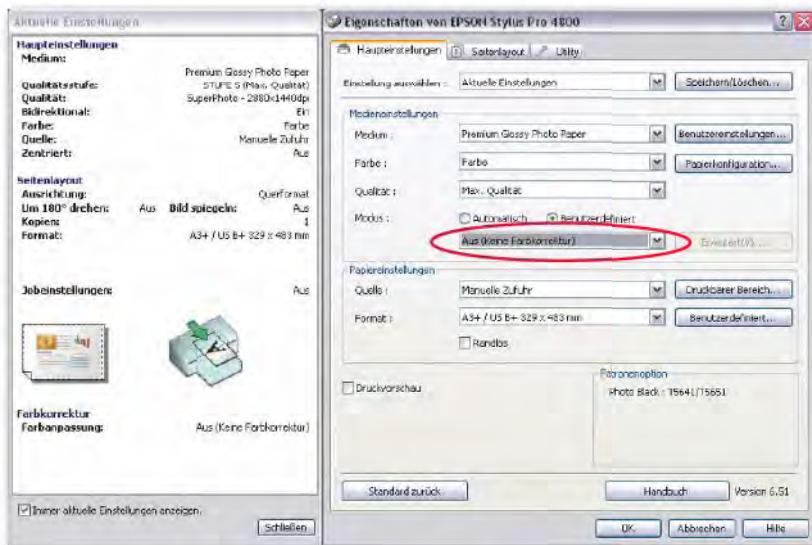 Aktuelle Einstellungen
Haupteinstellungen
Medium:
Premium Glossy Photo Paper
Qualitätsstufe: STUFE 5 (Max. Qualität)
Qualität: SuperPhoto - 2880x1440dpi
Bidirektional: Ein
Farbe: Farbe
Quelle: Manuelle Zufuhr
Zentriert: Aus
Seitenlayout
Ausrichtung: Querformat
Um 180° drehen: Aus Bild spiegeln: Aus
Kopien: 1
Format: A3+ / US B+ 329 x 483 mm
Jobeinstellungen: Aus
Farbkorrektur
Farbanpassung: Aus (Keine Farbkorrektur)
Immer aktuelle Einstellungen anzeigen.
Schließen
Eigenschaften von EPSON Stylus Pro 4800
Haupteinstellungen Seitenlayout Utility
Einstellung auswählen : Aktuelle Einstellungen Speichern/Löschen...
Medieneinstellungen
Medium : Premium Glossy Photo Paper Benutzereinstellungen...
Farbe : Farbe Papierkonfiguration...
Qualität : Max. Qualität
Modus : Automatisch Benutzerdefiniert
Aus (Keine Farbkorrektur)
Papiereinstellungen
Quelle : Manuelle Zufuhr Druckbarer Bereich...
Format : A3+ / US B+ 329 x 483 mm Benutzerdefiniert...
Randlos
Druckvorschau
Patronenoption
Photo Black : T5641/T5651
Standard zurück Handbuch Version 6.51
OK Abbrechen Hilfe